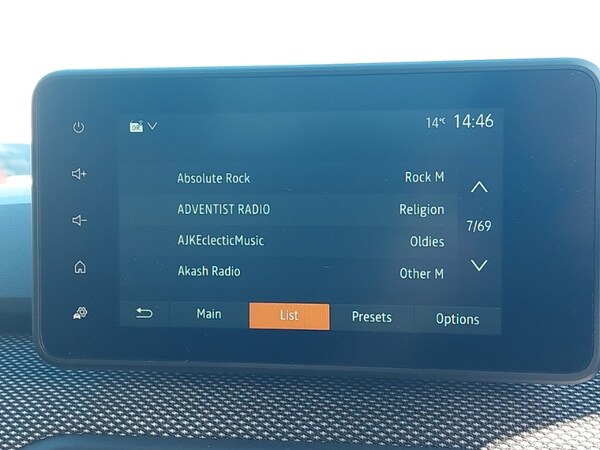 14°C 14:46
Absolute Rock Rock M
ADVENTIST RADIO Religion
AJKEclecticMusic Oldies
7/69
Akash Radio Other M
Main List Presets Options